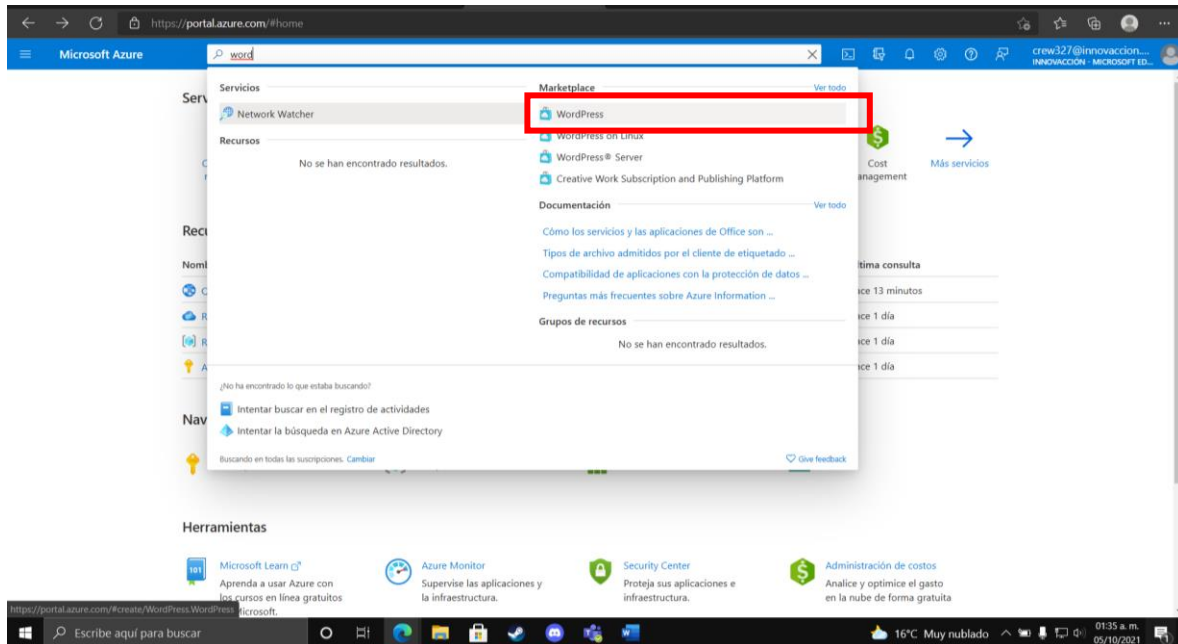 https://portal.azure.com/#home
Microsoft Azure
word
crew327@innovaccion....
INNOVACCIÓN - MICROSOFT ED...
Serv
Servicios
Network Watcher
Recursos
No se han encontrado resultados.
Marketplace
Ver todo
WordPress
WordPress on Linux
WordPress® Server
Creative Work Subscription and Publishing Platform
Documentación
Ver todo
Cómo los servicios y las aplicaciones de Office son ...
Tipos de archivo admitidos por el cliente de etiquetado ...
Compatibilidad de aplicaciones con la protección de datos ...
Preguntas más frecuentes sobre Azure Information ...
Grupos de recursos
No se han encontrado resultados.
¿No ha encontrado lo que estaba buscando?
Intentar buscar en el registro de actividades
Intentar la búsqueda en Azure Active Directory
Buscando en todas las suscripciones. Cambiar
Give feedback
Cost
anagement
Más servicios
Recu
Nomb
ltima consulta
ace 13 minutos
ace 1 día
ace 1 día
ace 1 día
Nav
Herramientas
Microsoft Learn
Aprenda a usar Azure con
los cursos en línea gratuitos
Microsoft.
Azure Monitor
Supervise las aplicaciones y
la infraestructura.
Security Center
Proteja sus aplicaciones e
infraestructura.
Administración de costos
Analice y optimice el gasto
en la nube de forma gratuita
https://portal.azure.com/#create/WordPress.WordPress
Escribe aquí para buscar
16°C Muy nublado
01:35 a. m.
05/10/2021